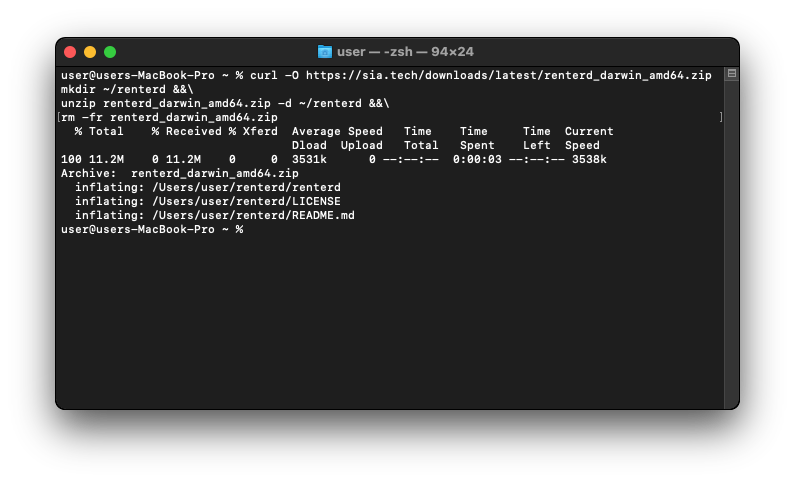 user — -zsh — 94×24
user@users-MacBook-Pro ~ % curl -O https://sia.tech/downloads/latest/renterd_darwin_amd64.zip
mkdir ~/renterd &&\
unzip renterd_darwin_amd64.zip -d ~/renterd &&\
[rm -fr renterd_darwin_amd64.zip ]
  % Total    % Received % Xferd  Average Speed   Time    Time     Time  Current
                                 Dload  Upload   Total   Spent    Left  Speed
100 11.2M    0 11.2M    0     0  3531k      0 --:--:--  0:00:03 --:--:-- 3538k
Archive:  renterd_darwin_amd64.zip
  inflating: /Users/user/renterd/renterd
  inflating: /Users/user/renterd/LICENSE
  inflating: /Users/user/renterd/README.md
user@users-MacBook-Pro ~ %